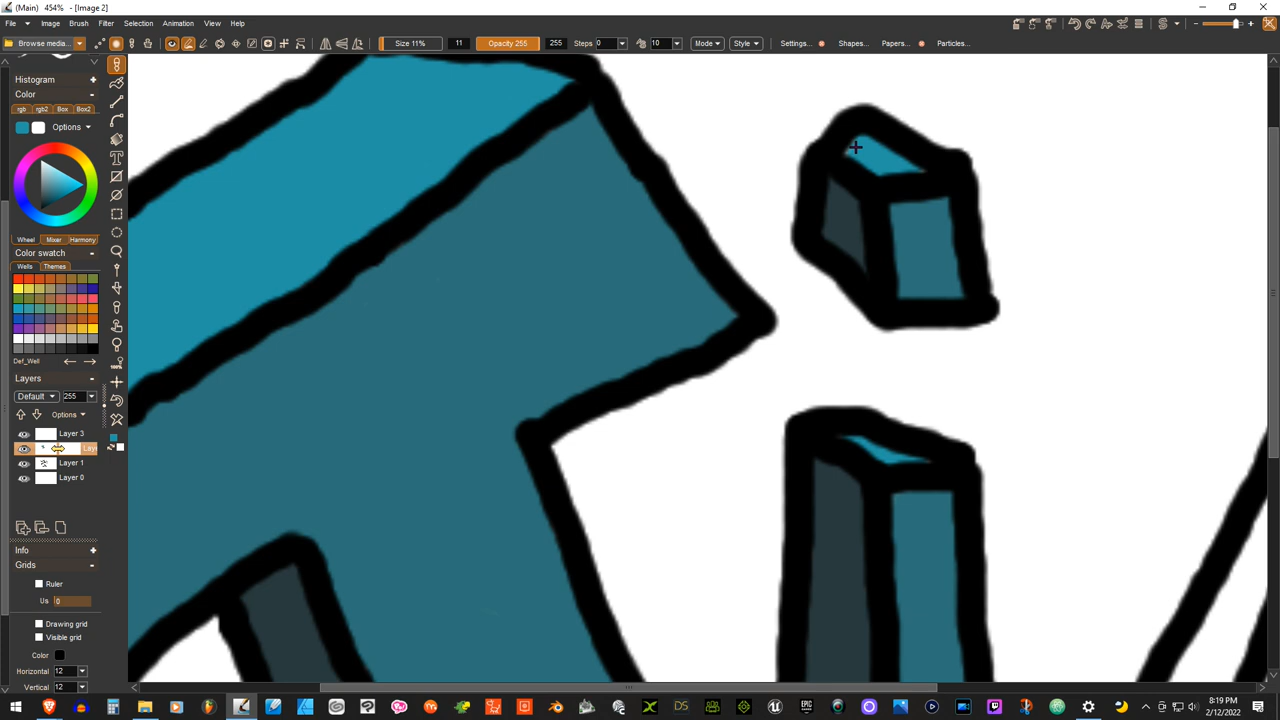 (Main) 454% - [Image 2]
File Image Brush Filter Selection Animation View Help
Browse media... Size 11% 11 Opacity 255 255 Steps 0 10 Mode Style Settings... Shapes... Papers... Particles...
Histogram
Color
rgb rgb2 Box Box2
Options
Wheel Mixer Harmony
Color swatch
Wells Themes
Def_Well
Layers
Default 255
Options
Layer 3
Lay
Layer 1
Layer 0
Info
Grids
Ruler
Us 0
Drawing grid
Visible grid
Color
Horizontal 12
Vertical 12
8:19 PM
2/12/2022